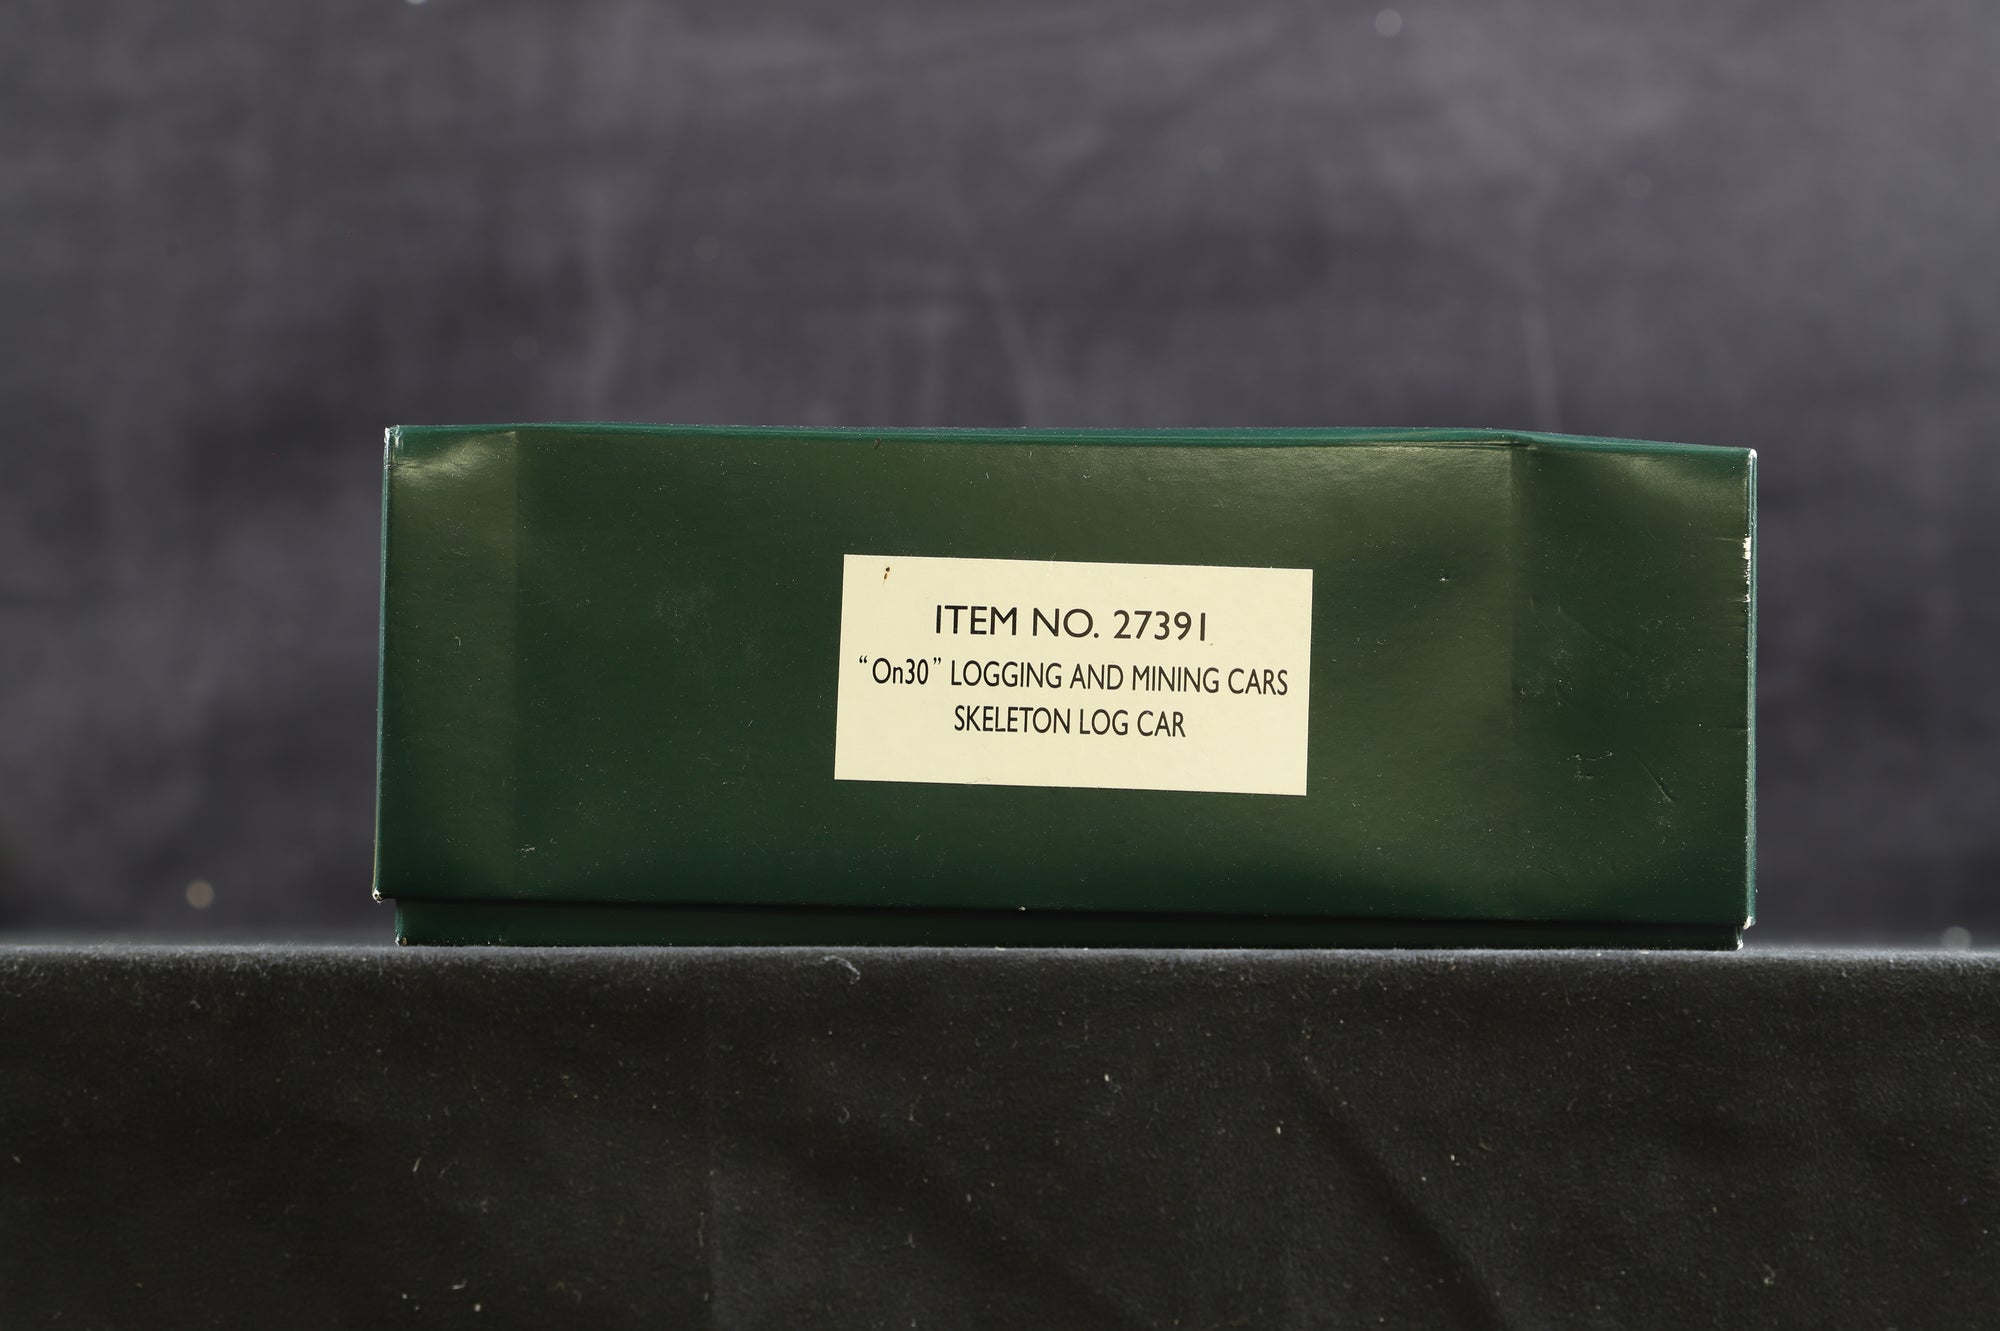 ITEM NO. 27391
“On30” LOGGING AND MINING CARS
SKELETON LOG CAR